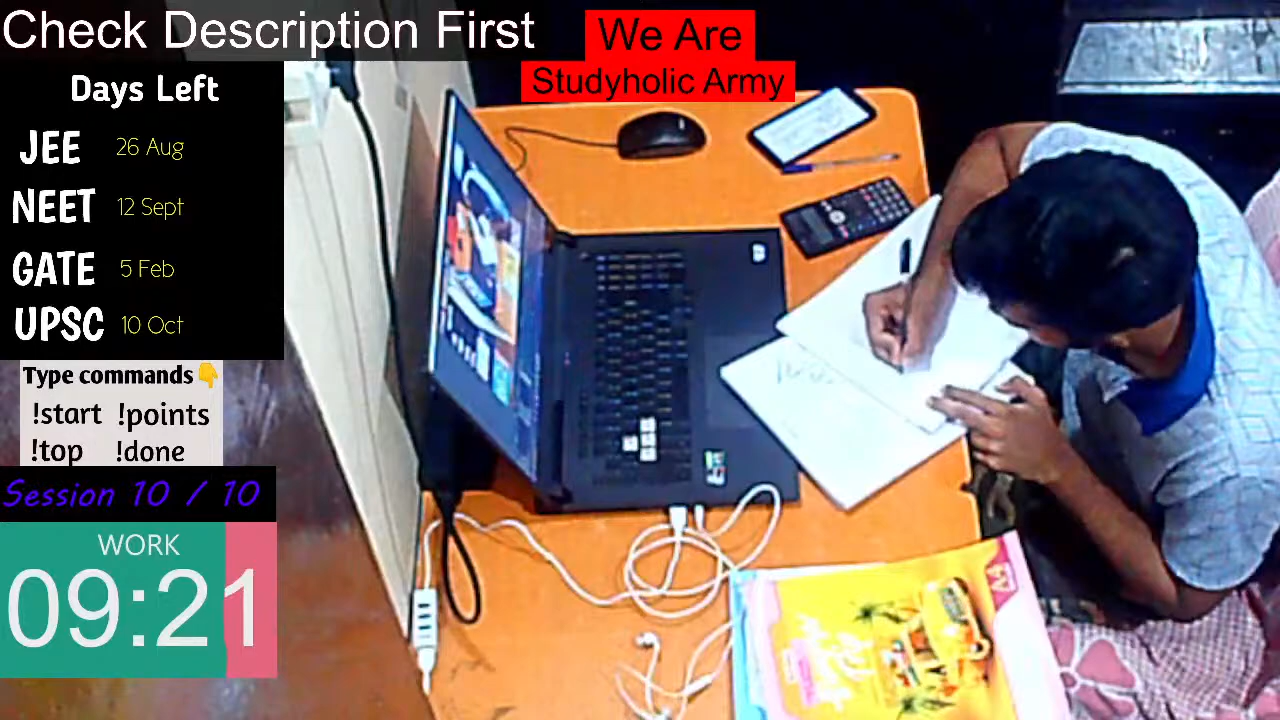 Check Description First
We Are
Studyholic Army
Days Left
JEE 26 Aug
NEET 12 Sept
GATE 5 Feb
UPSC 10 Oct
Type commands👇
!start !points
!top !done
Session 10 / 10
WORK
09:21
A4